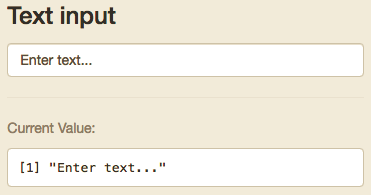 Text input
Enter text...
Current Value:
[1] "Enter text..."